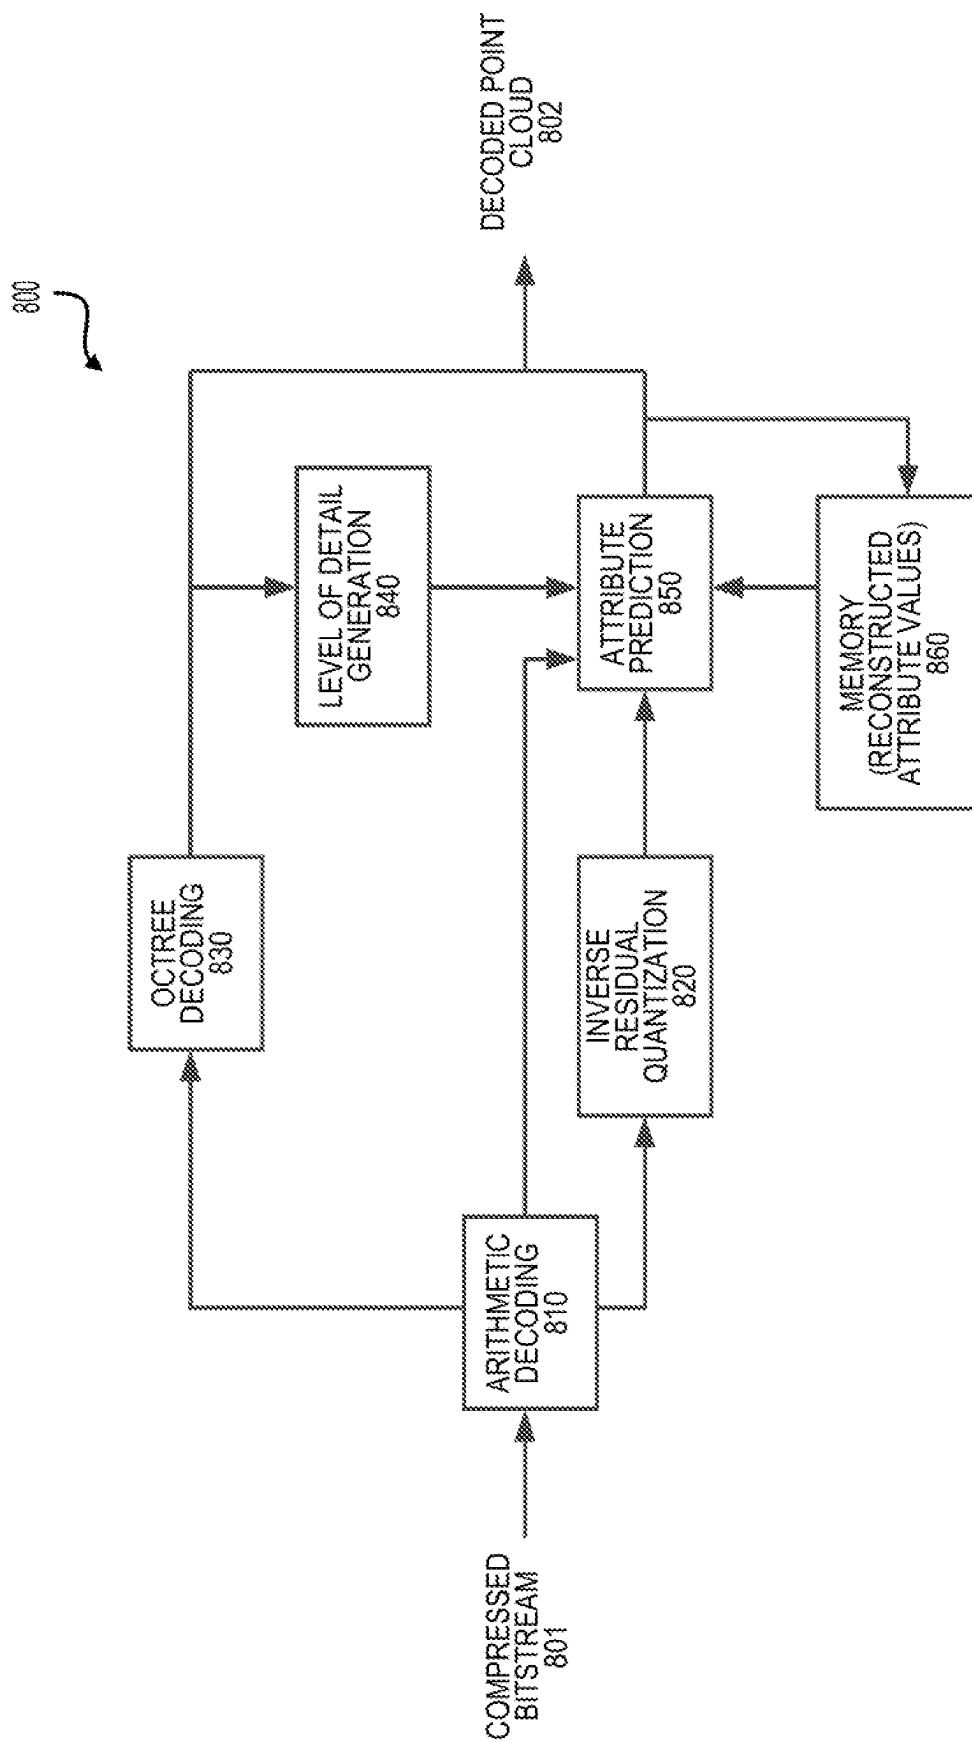 800
COMPRESSED
BITSTREAM
801
ARITHMETIC
DECODING
810
OCTREE
DECODING
830
INVERSE
RESIDUAL
QUANTIZATION
820
LEVEL OF DETAIL
GENERATION
840
ATTRIBUTE
PREDICTION
850
MEMORY
(RECONSTRUCTED
ATTRIBUTE VALUES)
860
DECODED POINT
CLOUD
802